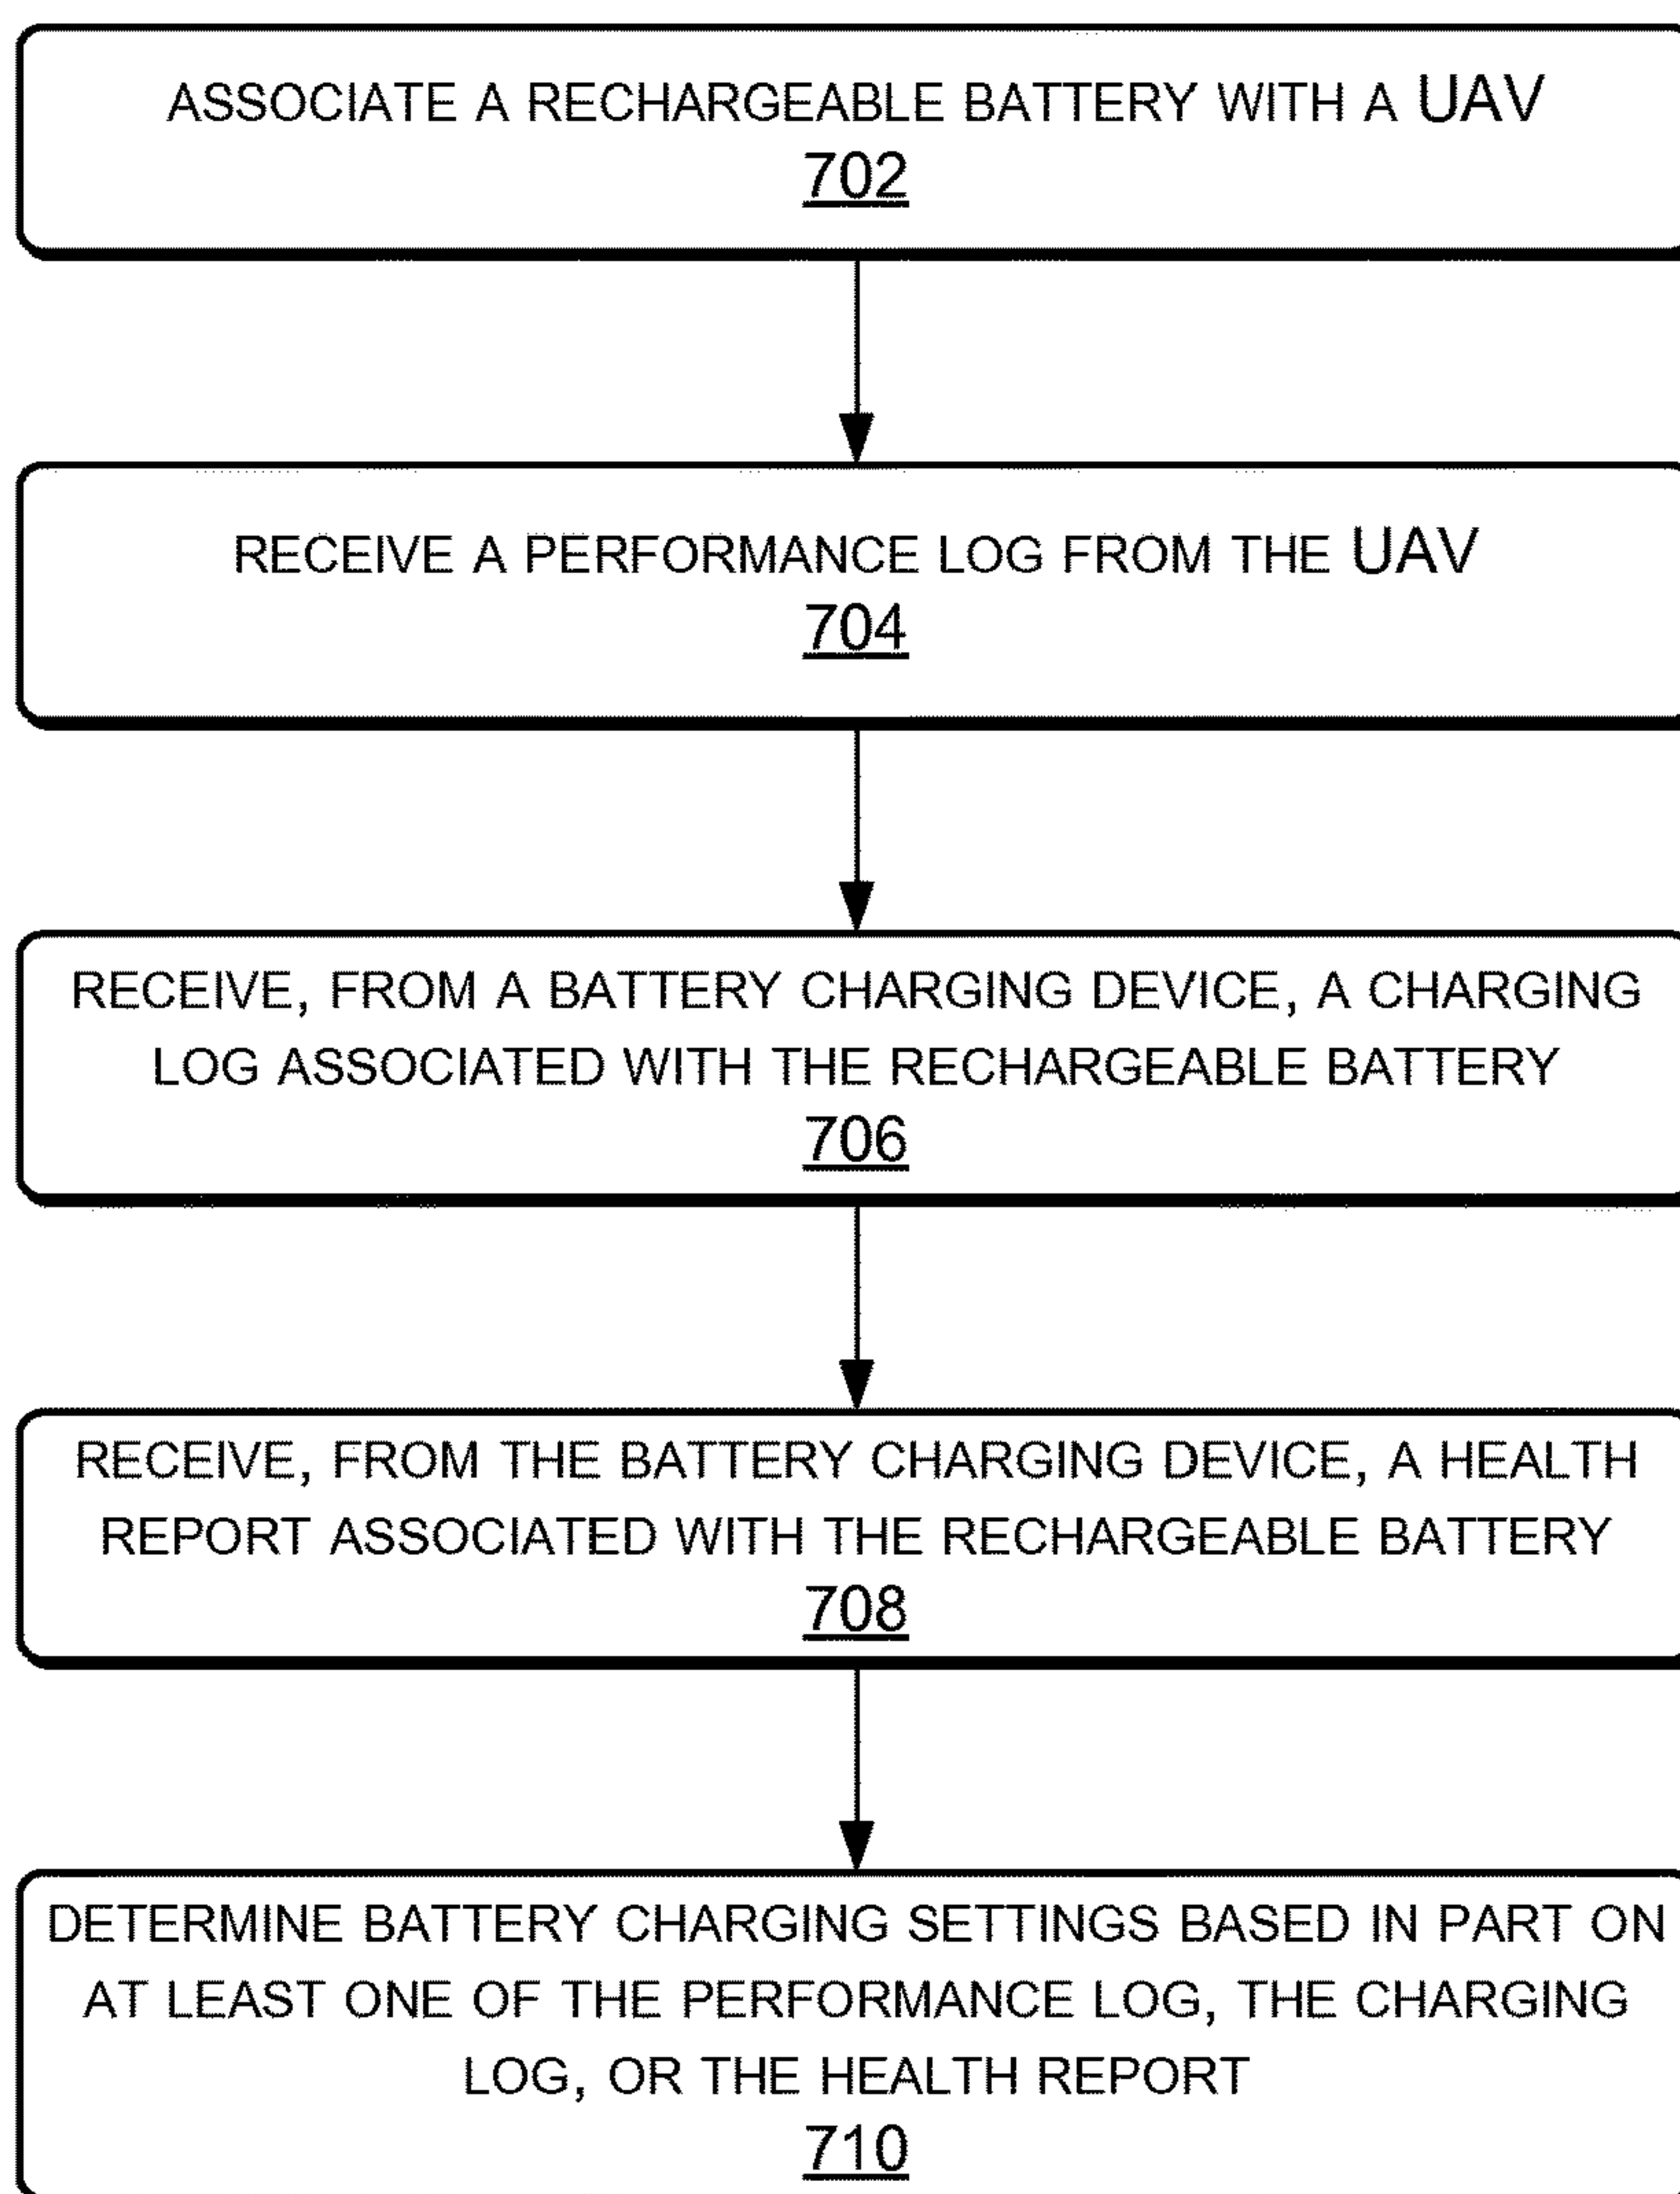 ASSOCIATE A RECHARGEABLE BATTERY WITH A UAV
702
RECEIVE A PERFORMANCE LOG FROM THE UAV
704
RECEIVE, FROM A BATTERY CHARGING DEVICE, A CHARGING
LOG ASSOCIATED WITH THE RECHARGEABLE BATTERY
706
RECEIVE, FROM THE BATTERY CHARGING DEVICE, A HEALTH
REPORT ASSOCIATED WITH THE RECHARGEABLE BATTERY
708
DETERMINE BATTERY CHARGING SETTINGS BASED IN PART ON
AT LEAST ONE OF THE PERFORMANCE LOG, THE CHARGING
LOG, OR THE HEALTH REPORT
710